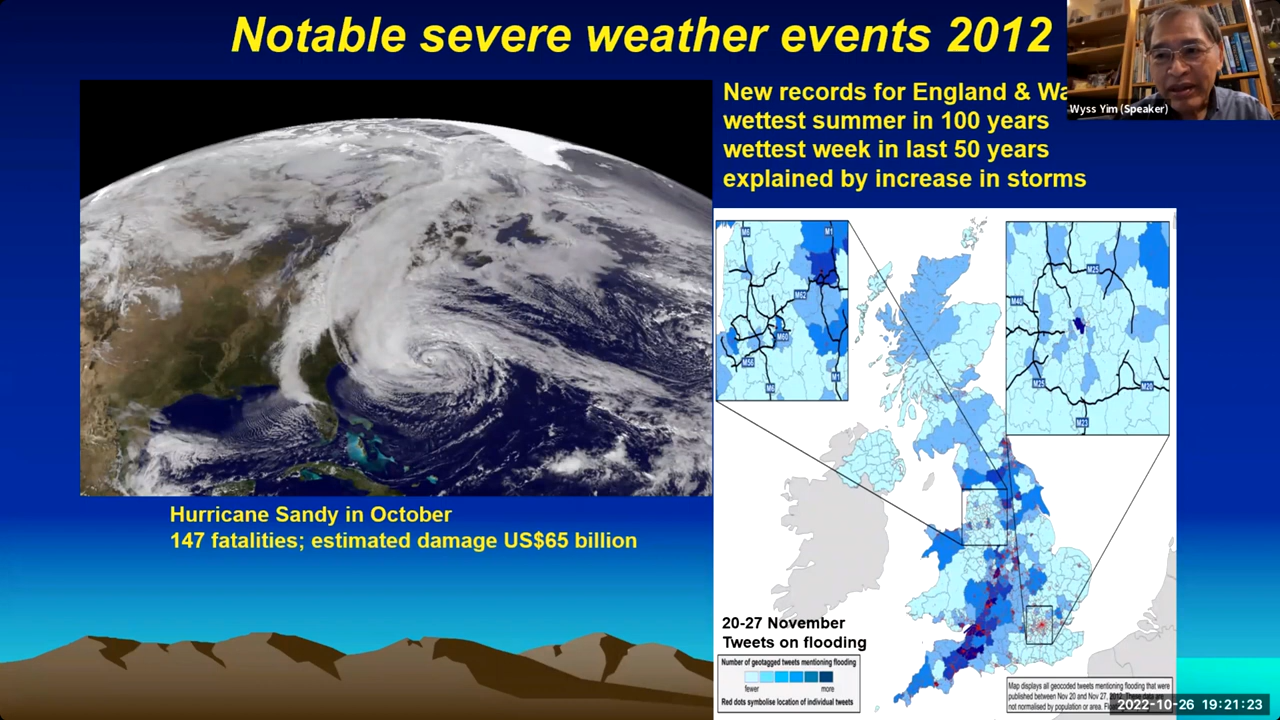 Notable severe weather events 2012
Wyss Yim (Speaker)
New records for England &
wettest summer in 100 years
wettest week in last 50 years
explained by increase in storms
Hurricane Sandy in October
147 fatalities; estimated damage US$65 billion
M6
M1
M62
M60
M56
M6
M1
M25
M40
M25
M20
M23
20-27 November
Tweets on flooding
Number of geotagged tweets mentioning flooding
fewer
more
Red dots symbolise location of individual tweets
Map displays all geocoded tweets mentioning flooding that were
published between Nov 20 and Nov 27, 2012. These data are
not normalised by population or area.
2022-10-26 19:21:23